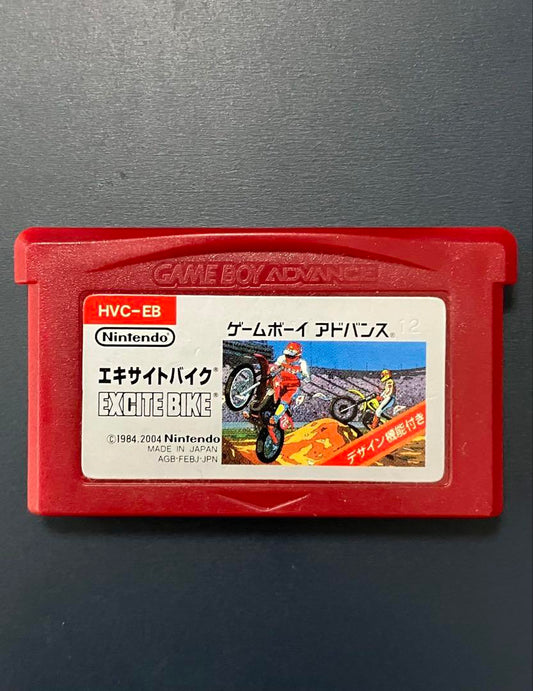 GAME BOY ADVANCE
HVC-EB
Nintendo
ゲームボーイ アドバンス®
12
エキサイトバイク®
EXCITE BIKE®
デザイン機能付き
©1984,2004 Nintendo
MADE IN JAPAN
AGB-FEBJ-JPN